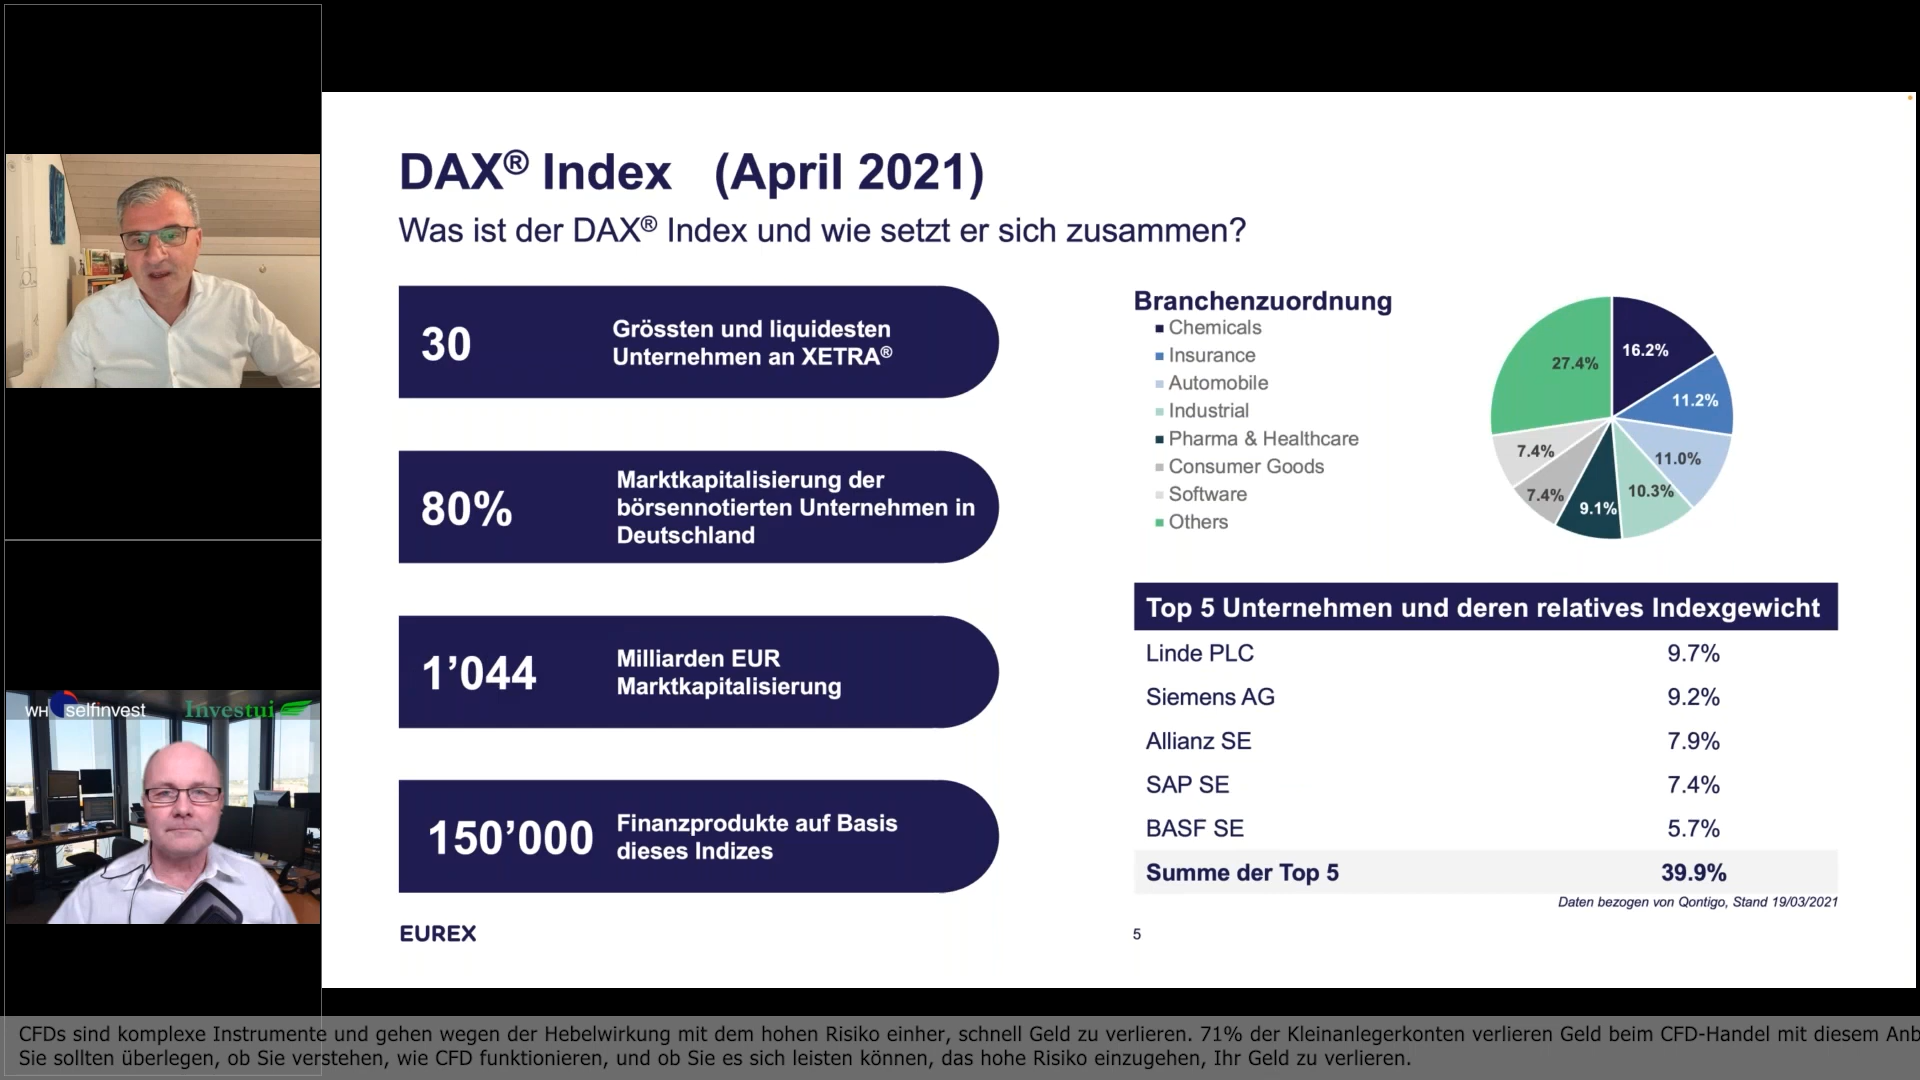 DAX® Index (April 2021)
Was ist der DAX® Index und wie setzt er sich zusammen?
30
Grössten und liquidesten
Unternehmen an XETRA®
80%
Marktkapitalisierung der
börsennotierten Unternehmen in
Deutschland
1’044
Milliarden EUR
Marktkapitalisierung
150’000
Finanzprodukte auf Basis
dieses Indizes
EUREX
Branchenzuordnung
Chemicals
Insurance
Automobile
Industrial
Pharma & Healthcare
Consumer Goods
Software
Others
16.2%
11.2%
11.0%
10.3%
9.1%
7.4%
7.4%
27.4%
Top 5 Unternehmen und deren relatives Indexgewicht
Linde PLC 9.7%
Siemens AG 9.2%
Allianz SE 7.9%
SAP SE 7.4%
BASF SE 5.7%
Summe der Top 5 39.9%
Daten bezogen von Qontigo, Stand 19/03/2021
5
WH selfinvest
Investui
CFDs sind komplexe Instrumente und gehen wegen der Hebelwirkung mit dem hohen Risiko einher, schnell Geld zu verlieren. 71% der Kleinanlegerkonten verlieren Geld beim CFD-Handel mit diesem Anb
Sie sollten überlegen, ob Sie verstehen, wie CFD funktionieren, und ob Sie es sich leisten können, das hohe Risiko einzugehen, Ihr Geld zu verlieren.